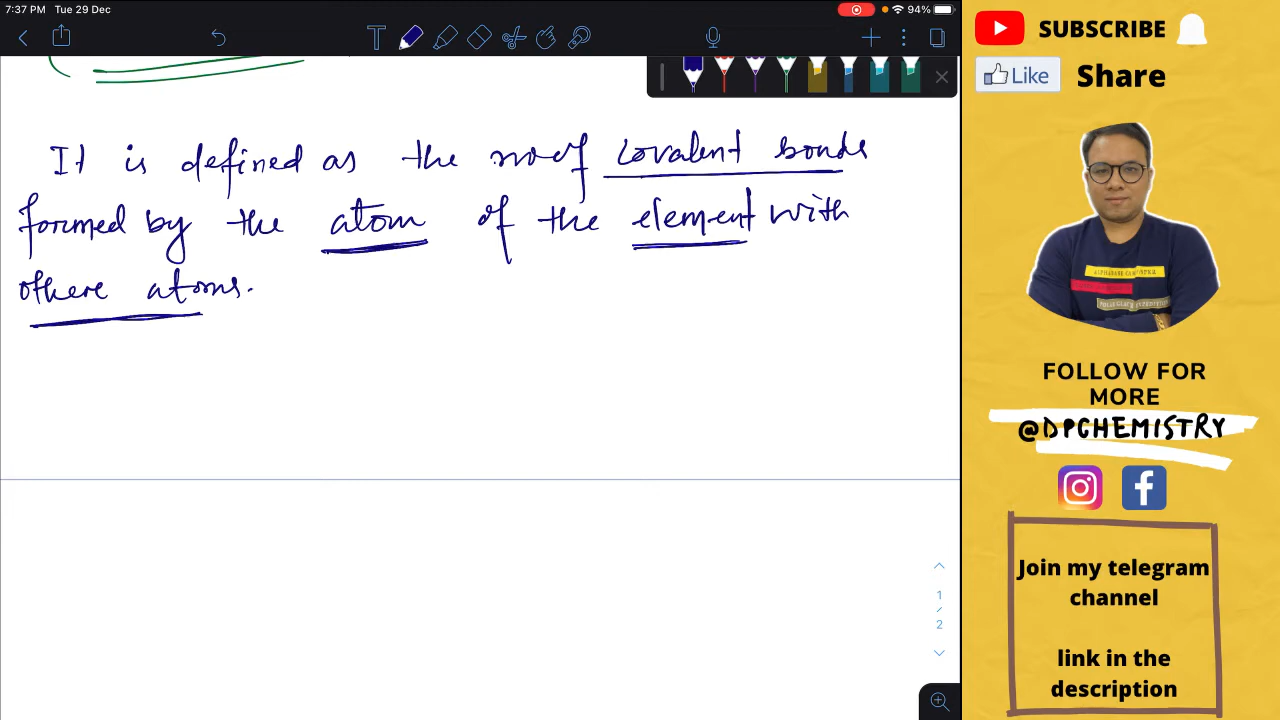 7:37 PM Tue 29 Dec
94%
It is defined as the no of covalent bonds
formed by the atom of the element with
othere atoms.
1
/
2
SUBSCRIBE
Like Share
ALPHABETICAL
FOLLOW FOR
MORE
@DPCHEMISTRY
Join my telegram
channel
link in the
description